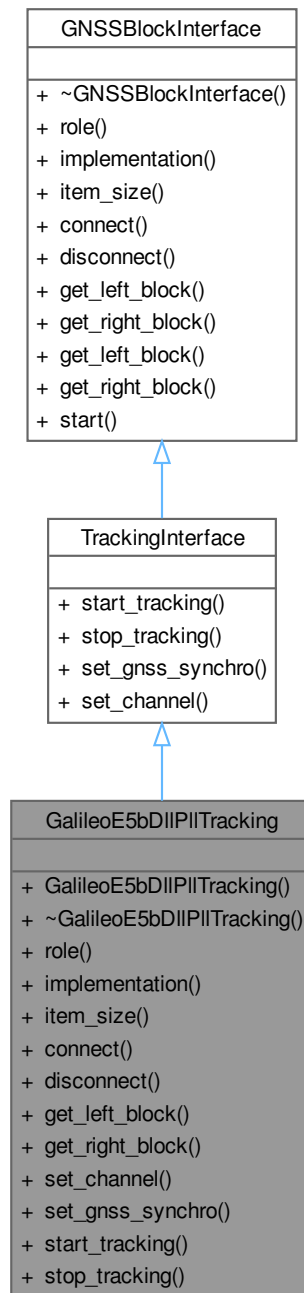 GNSSBlockInterface
+ ~GNSSBlockInterface()
+ role()
+ implementation()
+ item_size()
+ connect()
+ disconnect()
+ get_left_block()
+ get_right_block()
+ get_left_block()
+ get_right_block()
+ start()
TrackingInterface
+ start_tracking()
+ stop_tracking()
+ set_gnss_synchro()
+ set_channel()
GalileoE5bDllPllTracking
+ GalileoE5bDllPllTracking()
+ ~GalileoE5bDllPllTracking()
+ role()
+ implementation()
+ item_size()
+ connect()
+ disconnect()
+ get_left_block()
+ get_right_block()
+ set_channel()
+ set_gnss_synchro()
+ start_tracking()
+ stop_tracking()